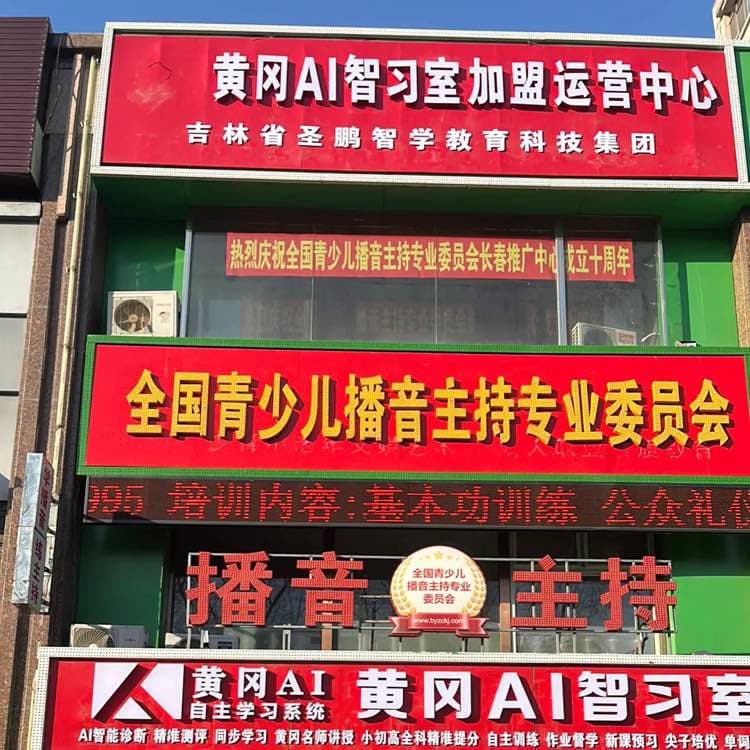 黄冈AI智习室加盟运营中心
吉林省圣鹏智学教育科技集团
热烈庆祝全国青少儿播音主持专业委员会长春推广中心成立十周年
全国青少儿播音主持专业委员会
095 培训内容:基本功训练 公众礼仪
播音 主持
全国青少儿
播音主持专业
委员会
www.byzckj.com
黄冈AI
自主学习系统
黄冈AI智习室
AI智能诊断 精准测评 同步学习 黄冈名师讲授 小初高全科精准提分 自主训练 作业督学 新课预习 尖子培优 单词